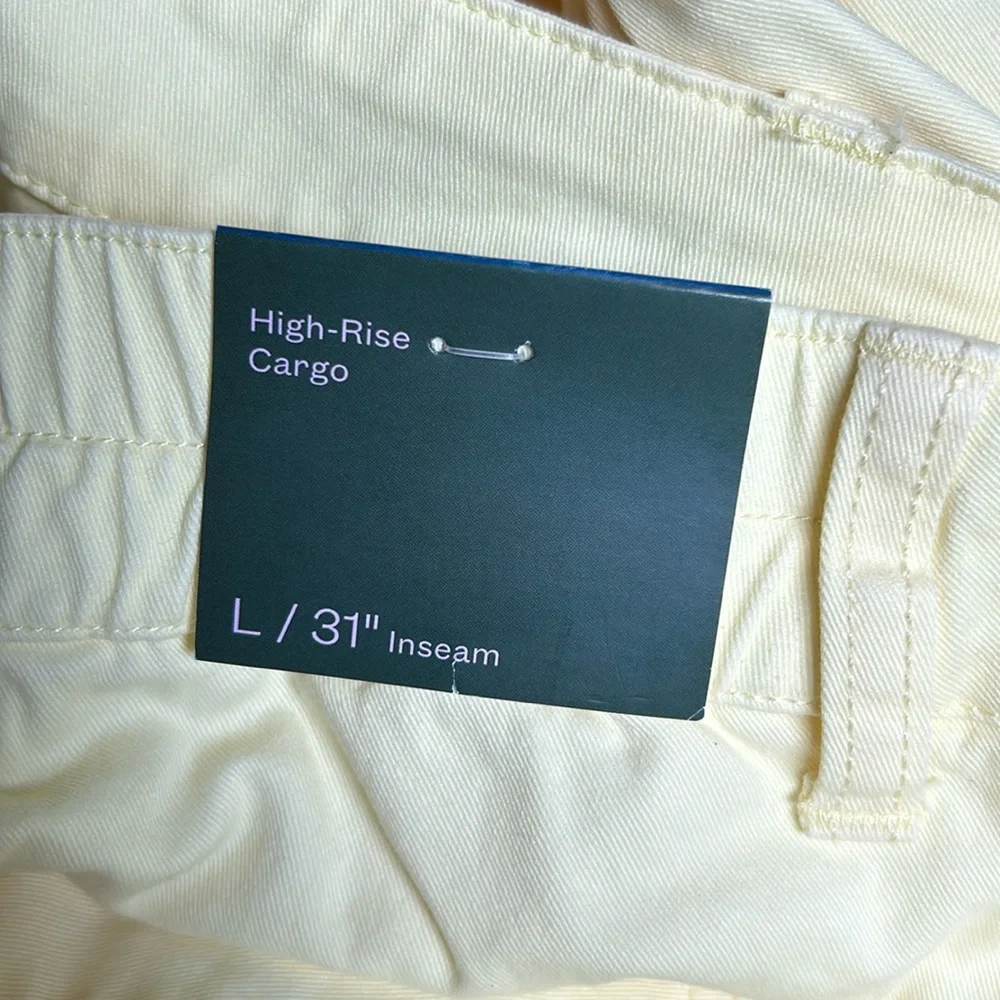 High-Rise
Cargo
L / 31" Inseam